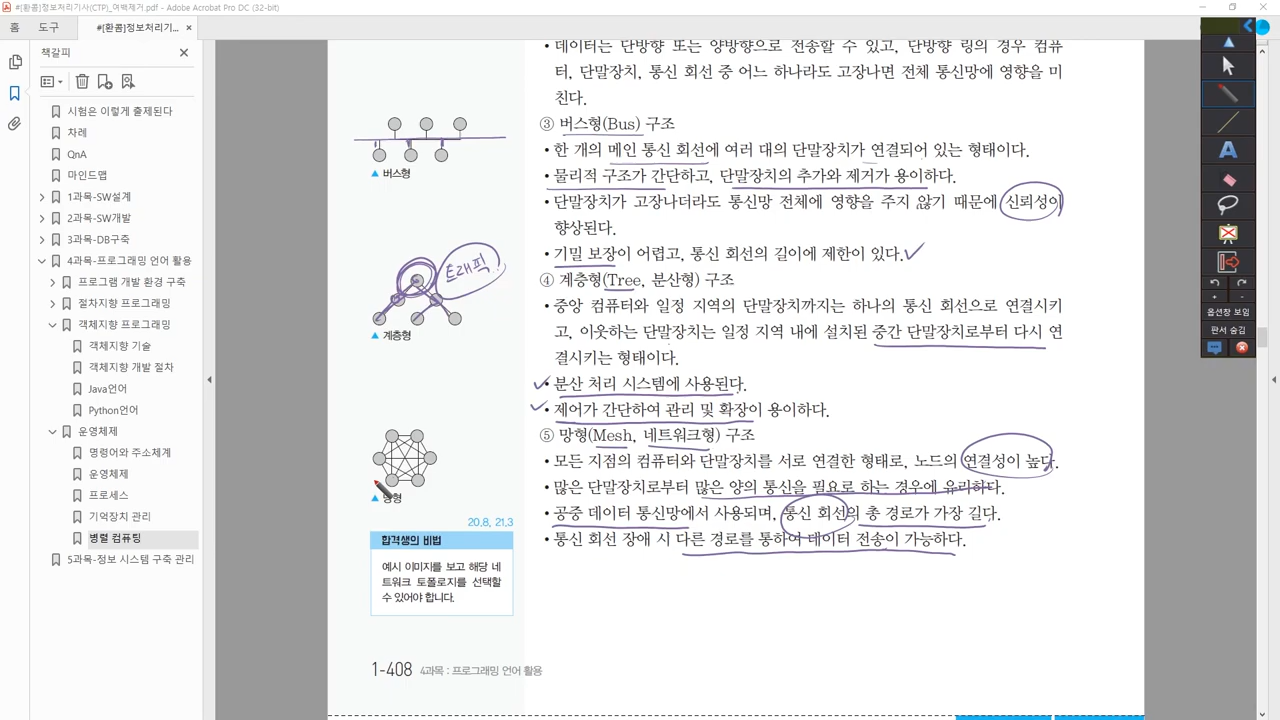 #[환콤]정보처리기사(CTP)_여백제거.pdf - Adobe Acrobat Pro DC (32-bit)
홈
도구
#[환콤]정보처리기...
책갈피
시험은 이렇게 출제된다
차례
QnA
마인드맵
1과목-SW설계
2과목-SW개발
3과목-DB구축
4과목-프로그래밍 언어 활용
프로그램 개발 환경 구축
절차지향 프로그래밍
객체지향 프로그래밍
객체지향 기술
객체지향 개발 절차
Java언어
Python언어
운영체제
명령어와 주소체계
운영체제
프로세스
기억장치 관리
병렬 컴퓨팅
5과목-정보 시스템 구축 관리
• 데이터는 단방향 또는 양방향으로 전송할 수 있고, 단방향 링의 경우 컴퓨
터, 단말장치, 통신 회선 중 어느 하나라도 고장나면 전체 통신망에 영향을 미
친다.
③ 버스형(Bus) 구조
• 한 개의 메인 통신 회선에 여러 대의 단말장치가 연결되어 있는 형태이다.
• 물리적 구조가 간단하고, 단말장치의 추가와 제거가 용이하다.
• 단말장치가 고장나더라도 통신망 전체에 영향을 주지 않기 때문에 신뢰성이
향상된다.
• 기밀 보장이 어렵고, 통신 회선의 길이에 제한이 있다.
▲ 버스형
④ 계층형(Tree, 분산형) 구조
• 중앙 컴퓨터와 일정 지역의 단말장치까지는 하나의 통신 회선으로 연결시키
고, 이웃하는 단말장치는 일정 지역 내에 설치된 중간 단말장치로부터 다시 연
결시키는 형태이다.
• 분산 처리 시스템에 사용된다.
• 제어가 간단하여 관리 및 확장이 용이하다.
트래픽
▲ 계층형
⑤ 망형(Mesh, 네트워크형) 구조
• 모든 지점의 컴퓨터와 단말장치를 서로 연결한 형태로, 노드의 연결성이 높다.
• 많은 단말장치로부터 많은 양의 통신을 필요로 하는 경우에 유리하다.
• 공중 데이터 통신망에서 사용되며, 통신 회선의 총 경로가 가장 길다.
• 통신 회선 장애 시 다른 경로를 통하여 데이터 전송이 가능하다.
▲ 망형
20.8, 21.3
합격생의 비법
예시 이미지를 보고 해당 네
트워크 토폴로지를 선택할
수 있어야 합니다.
1-408 4과목 : 프로그래밍 언어 활용
A
옵션창 보임
판서 숨김